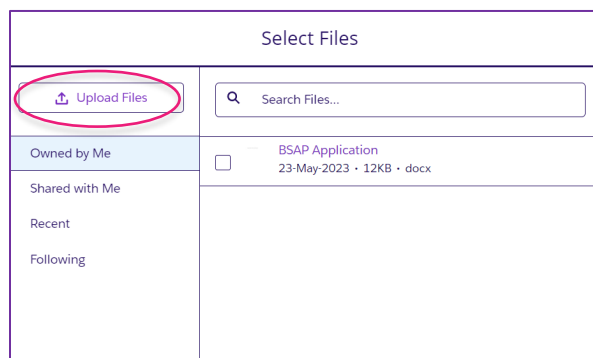 Select Files
Upload Files
Search Files...
Owned by Me
Shared with Me
Recent
Following
BSAP Application
23-May-2023 • 12KB • docx